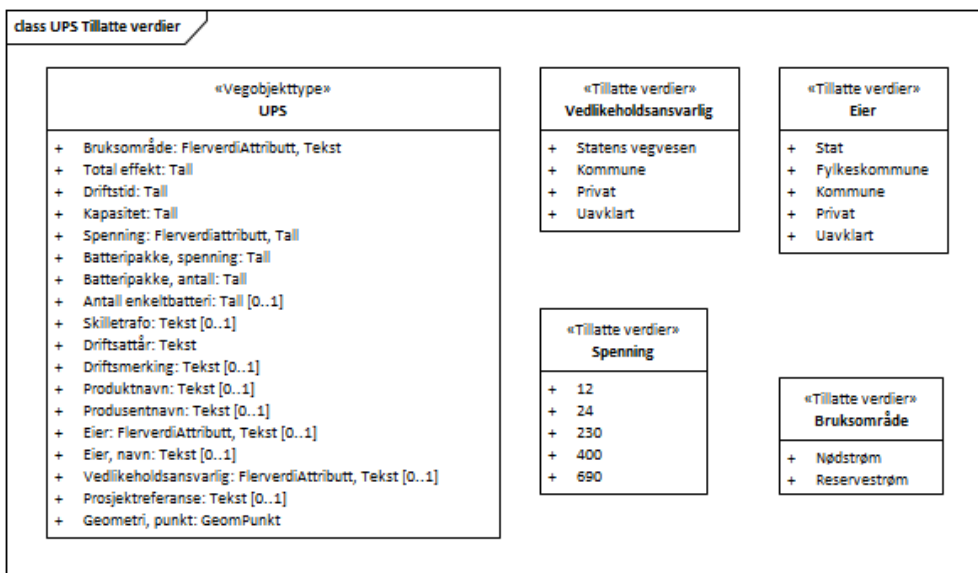 class UPS Tillatte verdier
«Vegobjekttype»
UPS
+ Bruksområde: FlerverdiAttributt, Tekst
+ Total effekt: Tall
+ Driftstid: Tall
+ Kapasitet: Tall
+ Spenning: Flerverdiattributt, Tall
+ Batteripakke, spenning: Tall
+ Batteripakke, antall: Tall
+ Antall enkeltbatteri: Tall [0..1]
+ Skilletrafo: Tekst [0..1]
+ Driftsattår: Tekst
+ Driftsmerking: Tekst [0..1]
+ Produktnavn: Tekst [0..1]
+ Produsentnavn: Tekst [0..1]
+ Eier: FlerverdiAttributt, Tekst [0..1]
+ Eier, navn: Tekst [0..1]
+ Vedlikeholdsansvarlig: FlerverdiAttributt, Tekst [0..1]
+ Prosjektreferanse: Tekst [0..1]
+ Geometri, punkt: GeomPunkt
«Tillatte verdier»
Vedlikeholdsansvarlig
+ Statens vegvesen
+ Kommune
+ Privat
+ Uavklart
«Tillatte verdier»
Eier
+ Stat
+ Fylkeskommune
+ Kommune
+ Privat
+ Uavklart
«Tillatte verdier»
Spenning
+ 12
+ 24
+ 230
+ 400
+ 690
«Tillatte verdier»
Bruksområde
+ Nødstrøm
+ Reservestrøm